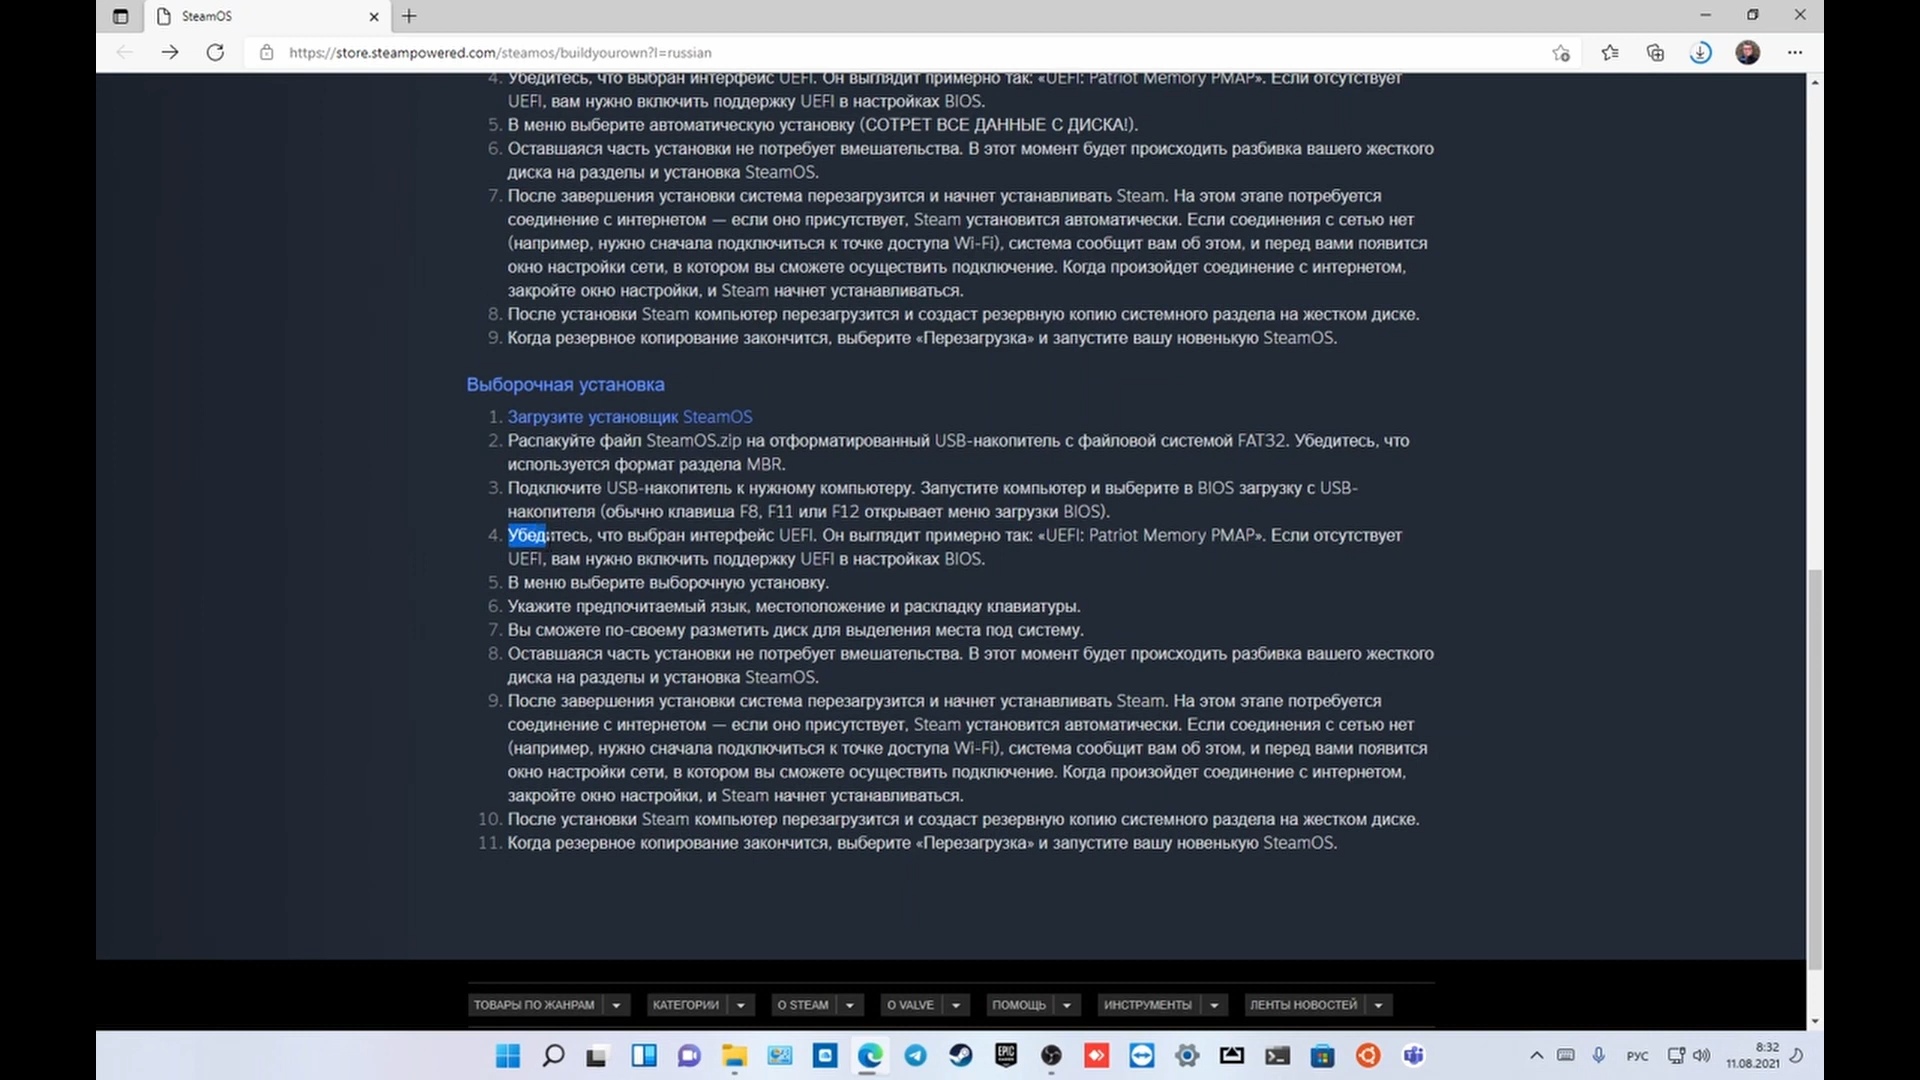 SteamOS
https://store.steampowered.com/steamos/buildyourown?l=russian
4. Убедитесь, что выбран интерфейс UEFI. Он выглядит примерно так: «UEFI: Patriot Memory PMAP». Если отсутствует
UEFI, вам нужно включить поддержку UEFI в настройках BIOS.
5. В меню выберите автоматическую установку (СОТРЕТ ВСЕ ДАННЫЕ С ДИСКА!).
6. Оставшаяся часть установки не потребует вмешательства. В этот момент будет происходить разбивка вашего жесткого
диска на разделы и установка SteamOS.
7. После завершения установки система перезагрузится и начнет устанавливать Steam. На этом этапе потребуется
соединение с интернетом — если оно присутствует, Steam установится автоматически. Если соединения с сетью нет
(например, нужно сначала подключиться к точке доступа Wi-Fi), система сообщит вам об этом, и перед вами появится
окно настройки сети, в котором вы сможете осуществить подключение. Когда произойдет соединение с интернетом,
закройте окно настройки, и Steam начнет устанавливаться.
8. После установки Steam компьютер перезагрузится и создаст резервную копию системного раздела на жестком диске.
9. Когда резервное копирование закончится, выберите «Перезагрузка» и запустите вашу новенькую SteamOS.
Выборочная установка
1. Загрузите установщик SteamOS
2. Распакуйте файл SteamOS.zip на отформатированный USB-накопитель с файловой системой FAT32. Убедитесь, что
используется формат раздела MBR.
3. Подключите USB-накопитель к нужному компьютеру. Запустите компьютер и выберите в BIOS загрузку с USB-
накопителя (обычно клавиша F8, F11 или F12 открывает меню загрузки BIOS).
4. Убедитесь, что выбран интерфейс UEFI. Он выглядит примерно так: «UEFI: Patriot Memory PMAP». Если отсутствует
UEFI, вам нужно включить поддержку UEFI в настройках BIOS.
5. В меню выберите выборочную установку.
6. Укажите предпочитаемый язык, местоположение и раскладку клавиатуры.
7. Вы сможете по-своему разметить диск для выделения места под систему.
8. Оставшаяся часть установки не потребует вмешательства. В этот момент будет происходить разбивка вашего жесткого
диска на разделы и установка SteamOS.
9. После завершения установки система перезагрузится и начнет устанавливать Steam. На этом этапе потребуется
соединение с интернетом — если оно присутствует, Steam установится автоматически. Если соединения с сетью нет
(например, нужно сначала подключиться к точке доступа Wi-Fi), система сообщит вам об этом, и перед вами появится
окно настройки сети, в котором вы сможете осуществить подключение. Когда произойдет соединение с интернетом,
закройте окно настройки, и Steam начнет устанавливаться.
10. После установки Steam компьютер перезагрузится и создаст резервную копию системного раздела на жестком диске.
11. Когда резервное копирование закончится, выберите «Перезагрузка» и запустите вашу новенькую SteamOS.
ТОВАРЫ ПО ЖАНРАМ КАТЕГОРИИ О STEAM О VALVE ПОМОЩЬ ИНСТРУМЕНТЫ ЛЕНТЫ НОВОСТЕЙ
EPIC РУС 8:32
11.08.2021